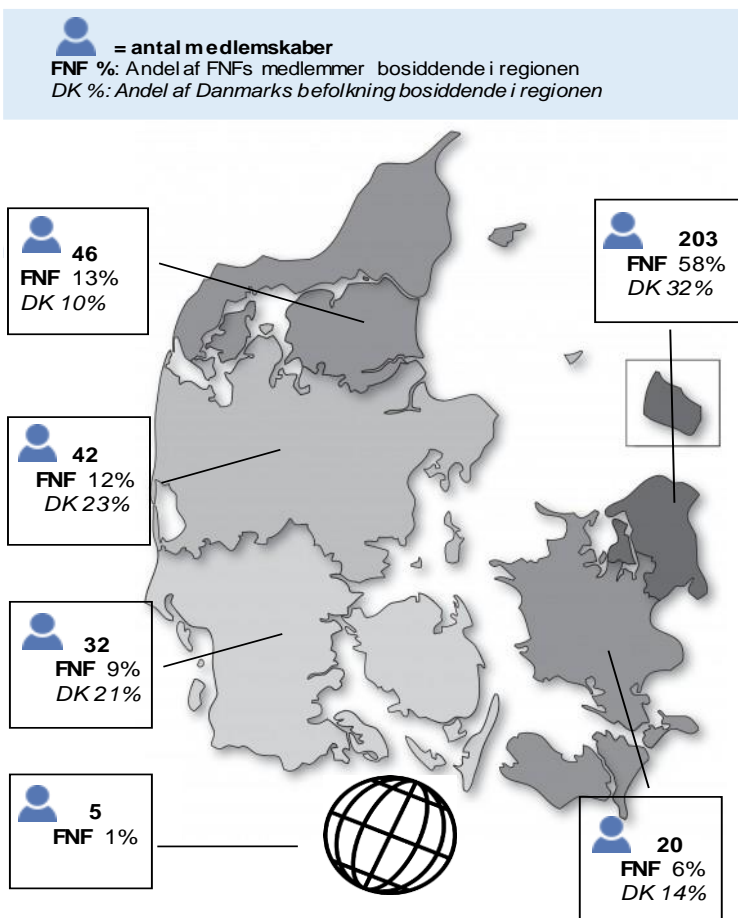 = antal medlemskaber
FNF %: Andel af FNFs medlemmer bosiddende i regionen
DK %: Andel af Danmarks befolkning bosiddende i regionen
46
FNF 13%
DK 10%
203
FNF 58%
DK 32%
42
FNF 12%
DK 23%
32
FNF 9%
DK 21%
5
FNF 1%
20
FNF 6%
DK 14%